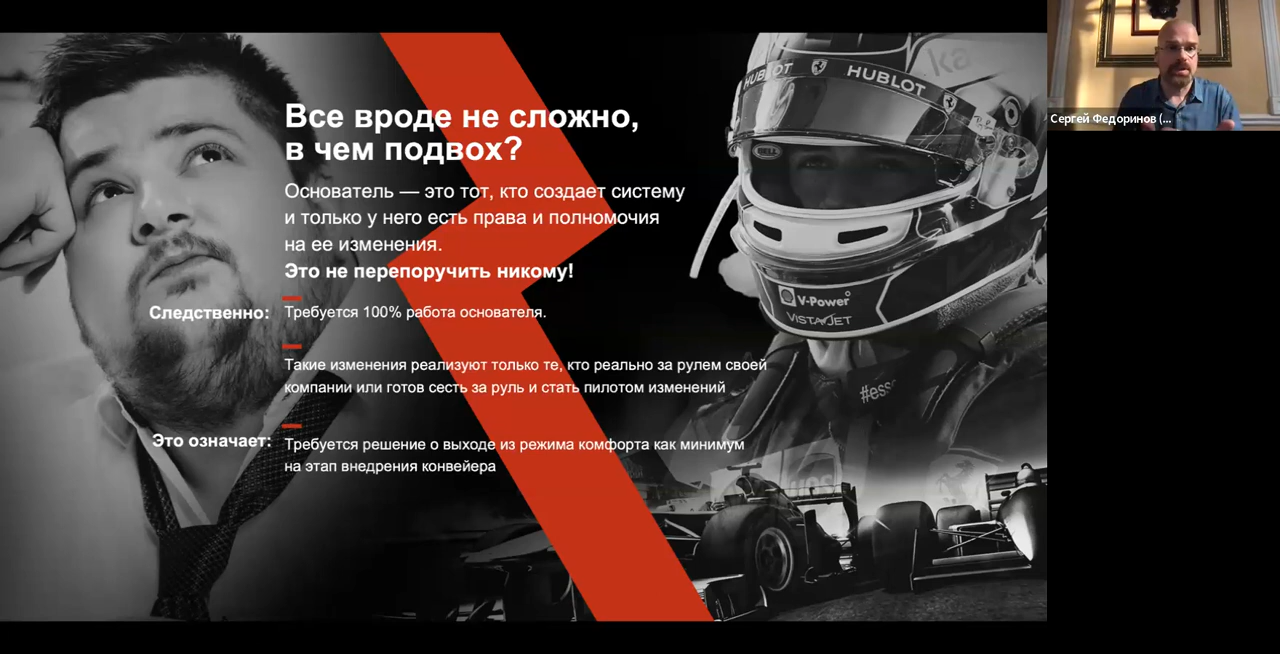 Все вроде не сложно,
в чем подвох?
Основатель — это тот, кто создает систему
и только у него есть права и полномочия
на ее изменения.
Это не перепоручить никому!
Следственно:
Требуется 100% работа основателя.
Такие изменения реализуют только те, кто реально за рулем своей
компании или готов сесть за руль и стать пилотом изменений
Это означает:
Требуется решение о выходе из режима комфорта как минимум
на этап внедрения конвейера
HUBLOT
HUBLOT
ka
BELL
V-Power
VISTAJET
#esse
Сергей Федоринов (...